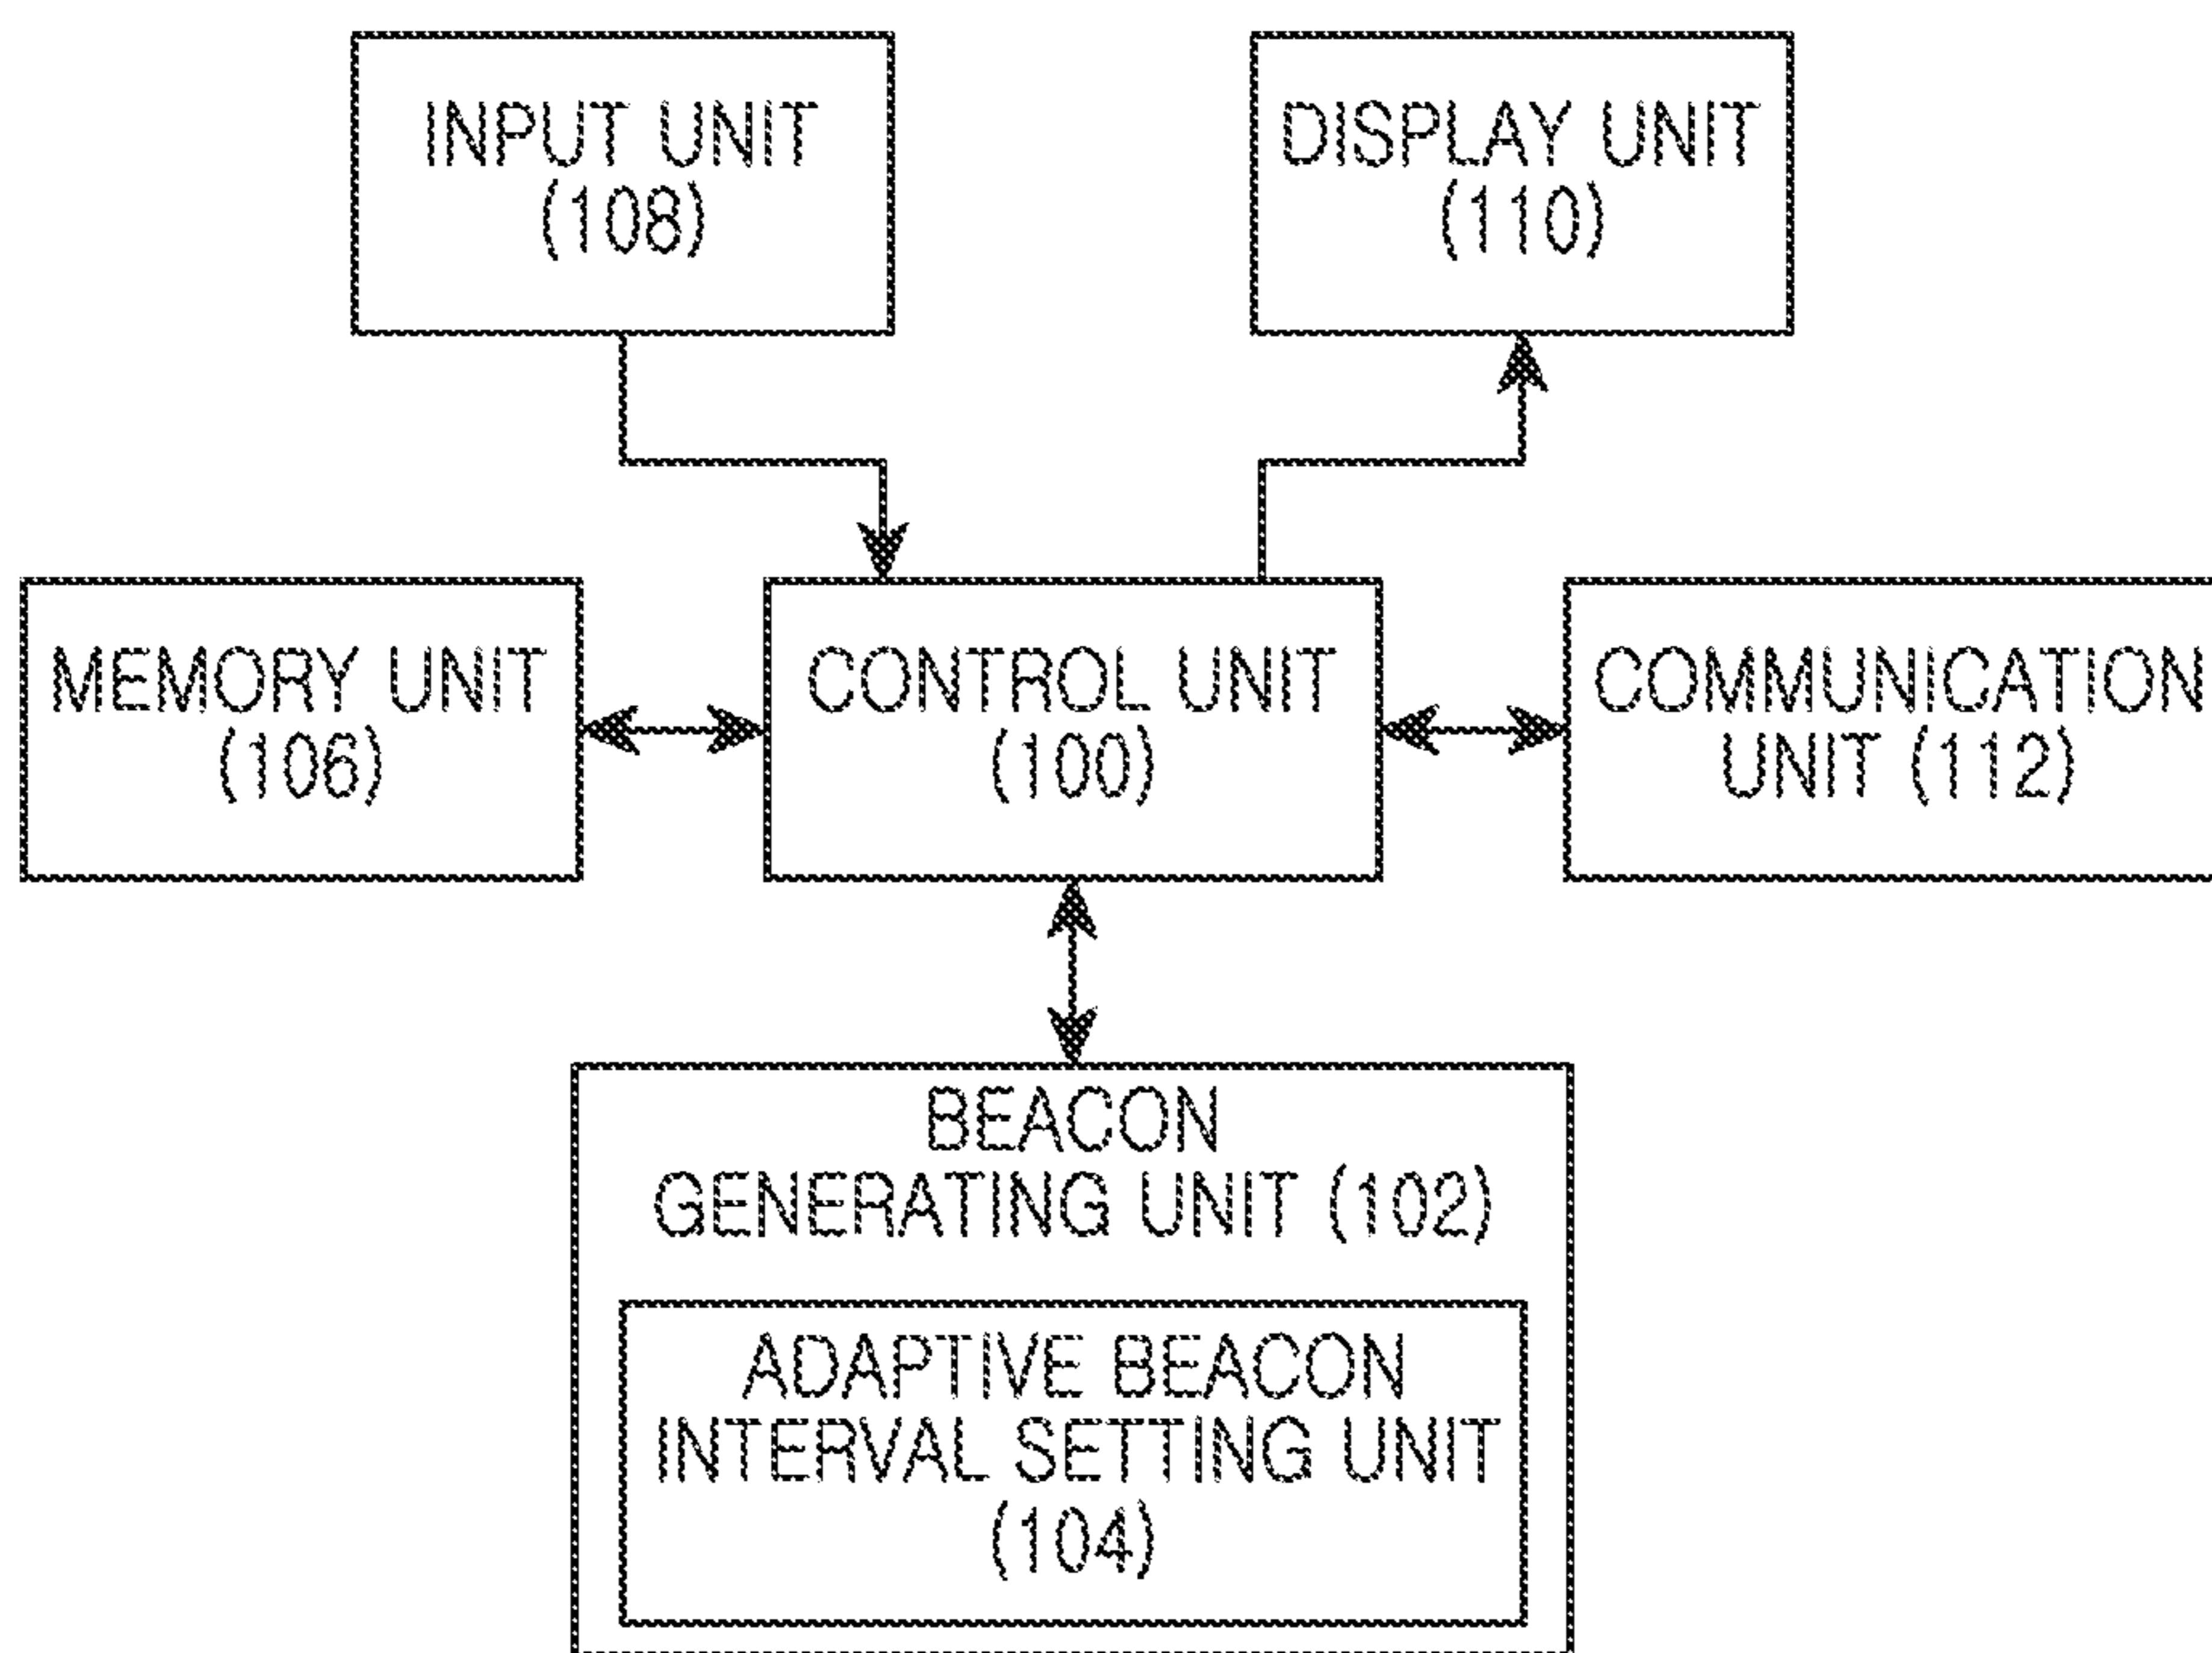 INPUT UNIT
(108)
DISPLAY UNIT
(110)
MEMORY UNIT
(106)
CONTROL UNIT
(100)
COMMUNICATION
UNIT (112)
BEACON
GENERATING UNIT (102)
ADAPTIVE BEACON
INTERVAL SETTING UNIT
(104)